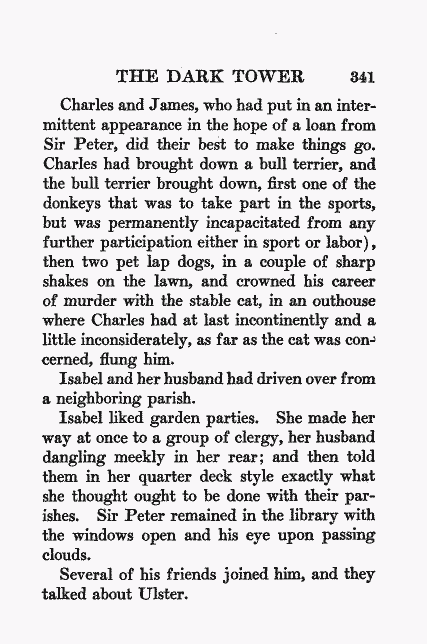 THE DARK TOWER 341
Charles and James, who had put in an inter-
mittent appearance in the hope of a loan from
Sir Peter, did their best to make things go.
Charles had brought down a bull terrier, and
the bull terrier brought down, first one of the
donkeys that was to take part in the sports,
but was permanently incapacitated from any
further participation either in sport or labor),
then two pet lap dogs, in a couple of sharp
shakes on the lawn, and crowned his career
of murder with the stable cat, in an outhouse
where Charles had at last incontinently and a
little inconsiderately, as far as the cat was con-
cerned, flung him.
Isabel and her husband had driven over from
a neighboring parish.
Isabel liked garden parties. She made her
way at once to a group of clergy, her husband
dangling meekly in her rear; and then told
them in her quarter deck style exactly what
she thought ought to be done with their par-
ishes. Sir Peter remained in the library with
the windows open and his eye upon passing
clouds.
Several of his friends joined him, and they
talked about Ulster.